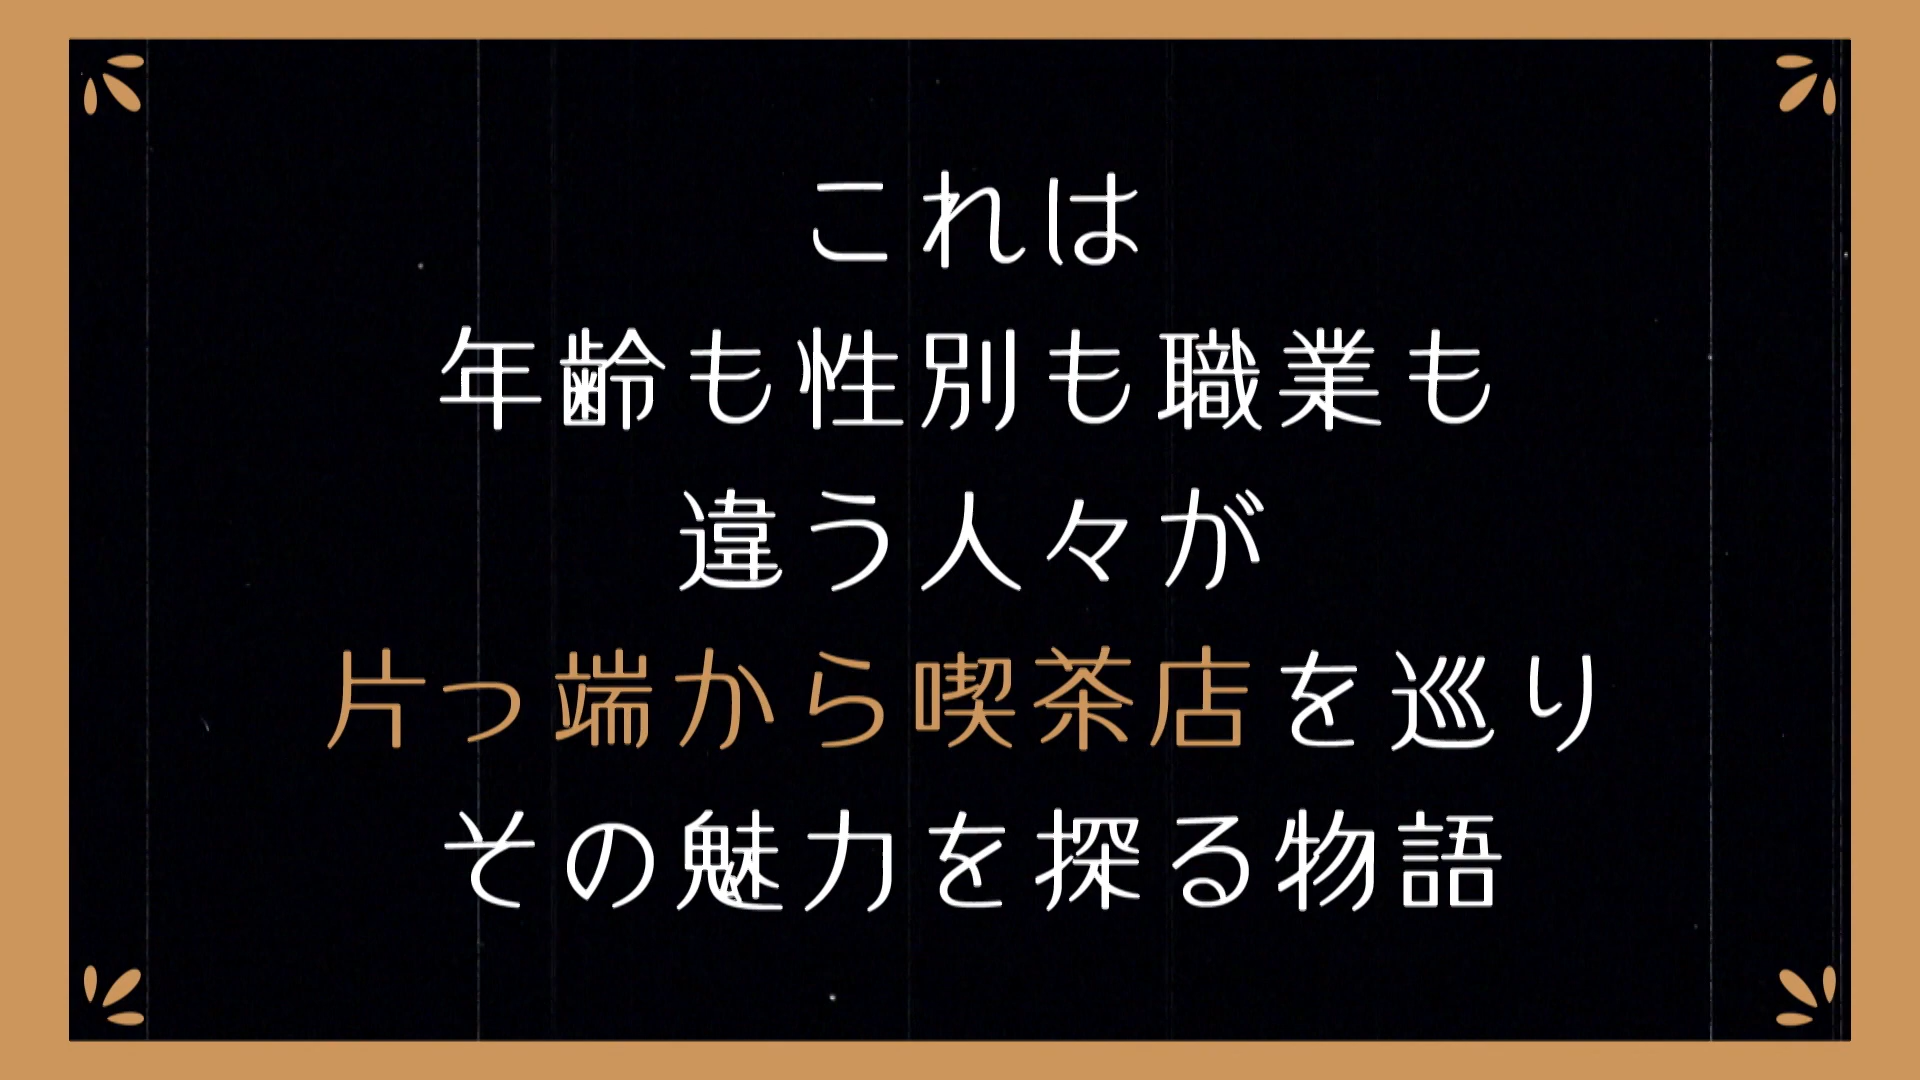 これは
年齢も性別も職業も
違う人々が
片っ端から喫茶店を巡り
その魅力を探る物語